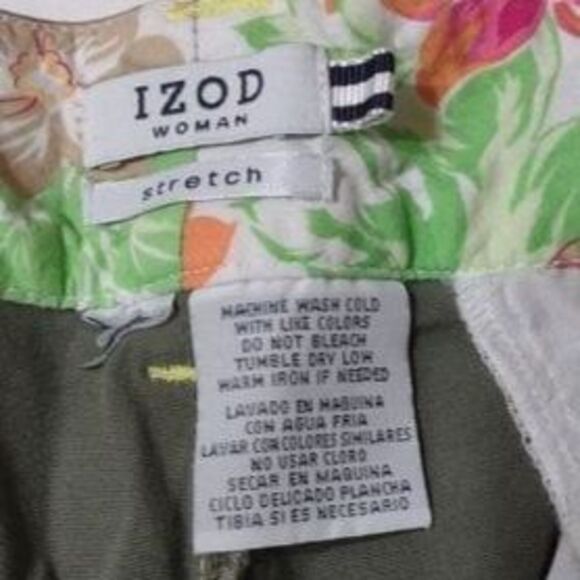 IZOD
WOMAN
stretch
MACHINE WASH COLD
WITH LIKE COLORS
DO NOT BLEACH
TUMBLE DRY LOW
WARM IRON IF NEEDED
LAVADO EN MAQUINA
CON AGUA FRIA
LAVAR CON COLORES SIMILARES
NO USAR CLORO
SECAR EN MAQUINA
CICLO DELICADO PLANCHA
TIBIA SI ES NECESARIO